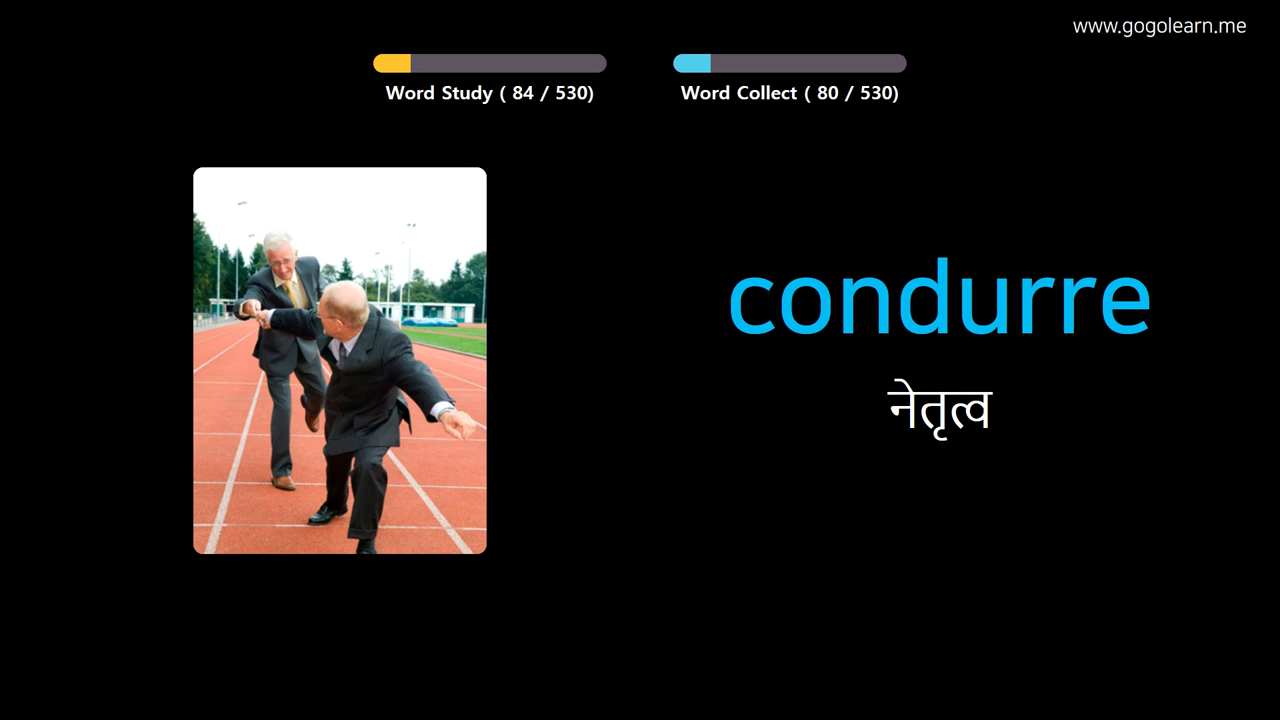 www.gogolearn.me
Word Study ( 84 / 530)
Word Collect ( 80 / 530)
condurre
नेतृत्व